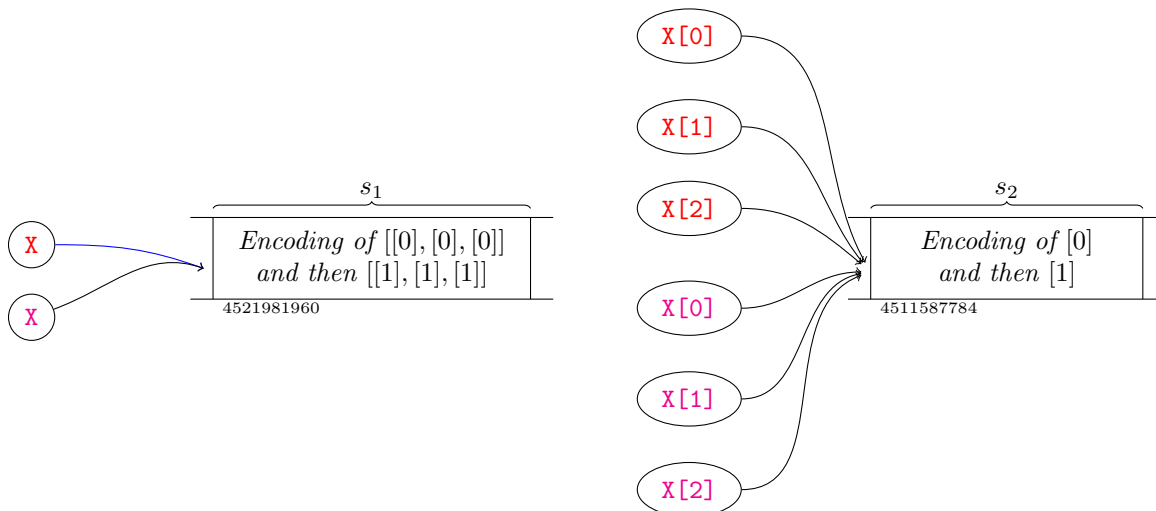 X
X
s₁
Encoding of [[0], [0], [0]]
and then [[1], [1], [1]]
4521981960
X[0]
X[1]
X[2]
X[0]
X[1]
X[2]
s₂
Encoding of [0]
and then [1]
4511587784